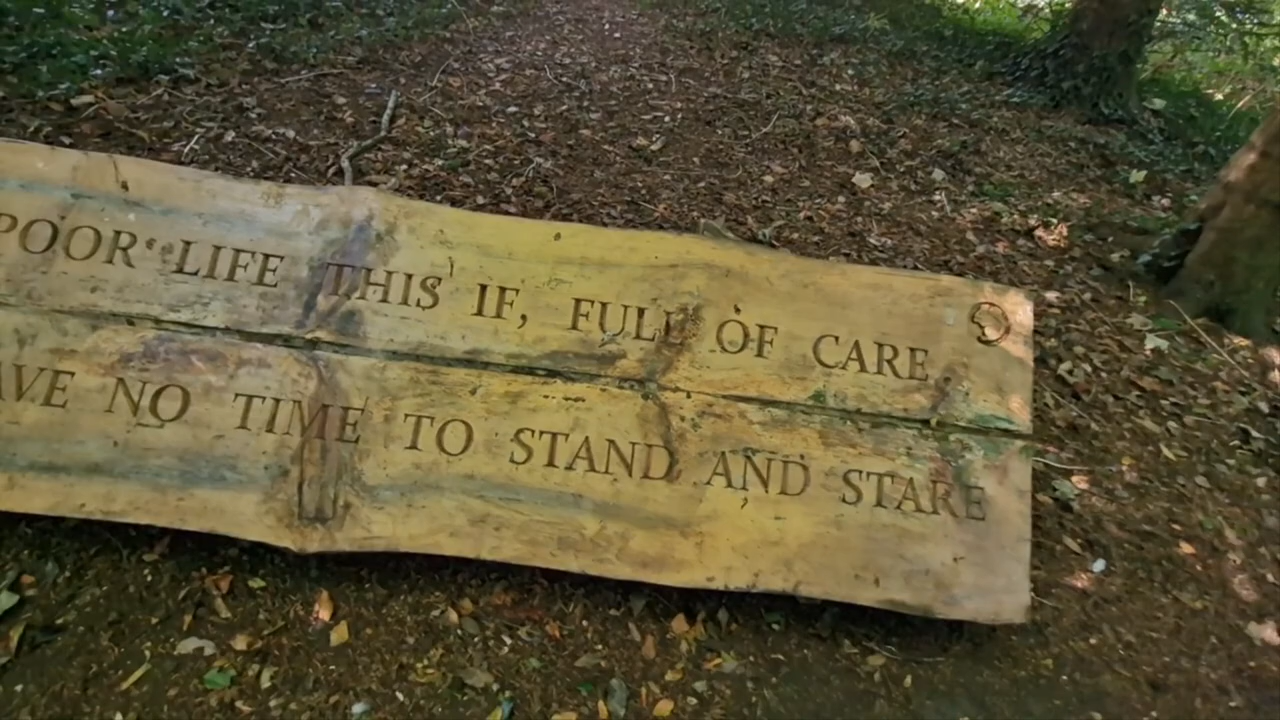 POOR LIFE THIS IF, FULL OF CARE,
AVE NO TIME TO STAND AND STARE